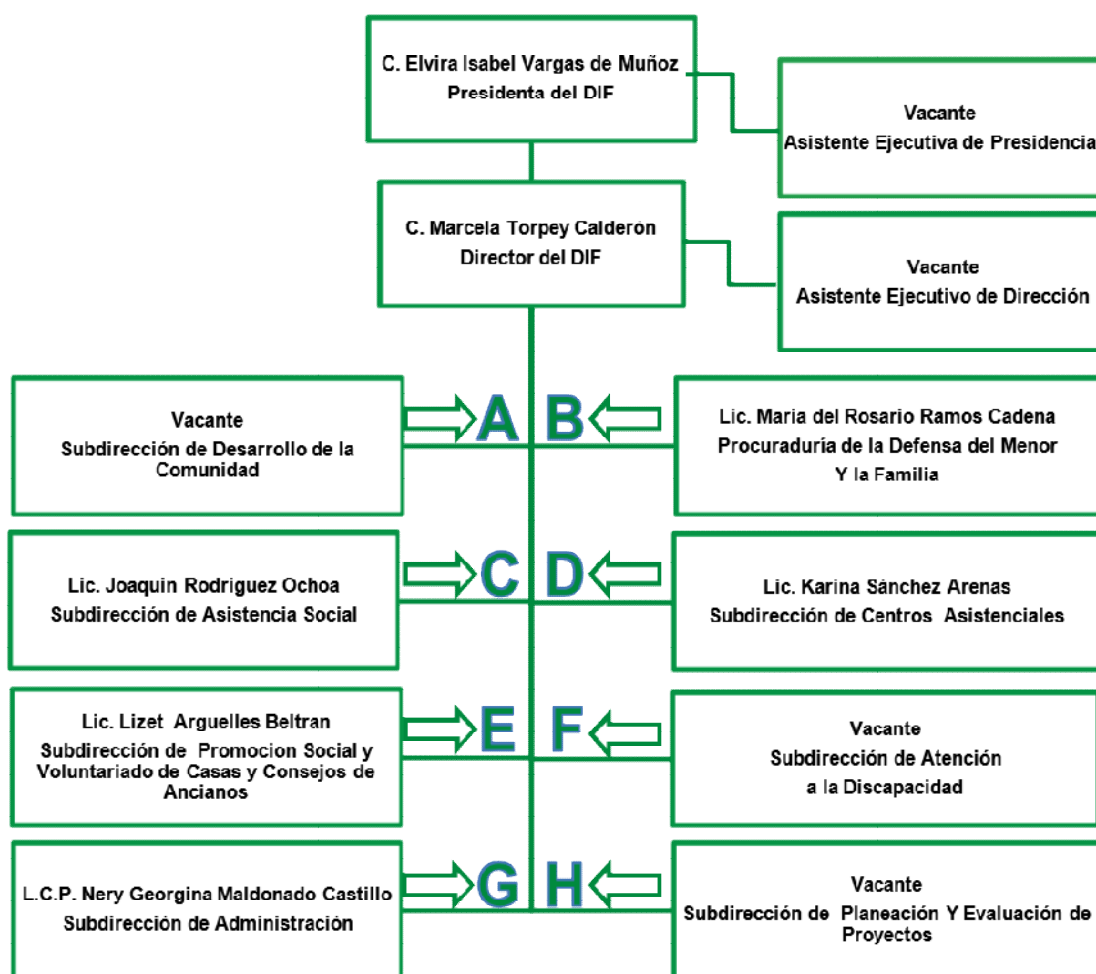 C. Elvira Isabel Vargas de Muñoz
Presidenta del DIF
Vacante
Asistente Ejecutiva de Presidencia
C. Marcela Torpey Calderón
Director del DIF
Vacante
Asistente Ejecutivo de Dirección
Vacante
Subdirección de Desarrollo de la
Comunidad
A
B
Lic. Maria del Rosario Ramos Cadena
Procuraduría de la Defensa del Menor
Y la Familia
Lic. Joaquin Rodriguez Ochoa
Subdirección de Asistencia Social
C
D
Lic. Karina Sánchez Arenas
Subdirección de Centros Asistenciales
Lic. Lizet Arguelles Beltran
Subdirección de Promocion Social y
Voluntariado de Casas y Consejos de
Ancianos
E
F
Vacante
Subdirección de Atención
a la Discapacidad
L.C.P. Nery Georgina Maldonado Castillo
Subdirección de Administración
G
H
Vacante
Subdirección de Planeación Y Evaluación de
Proyectos